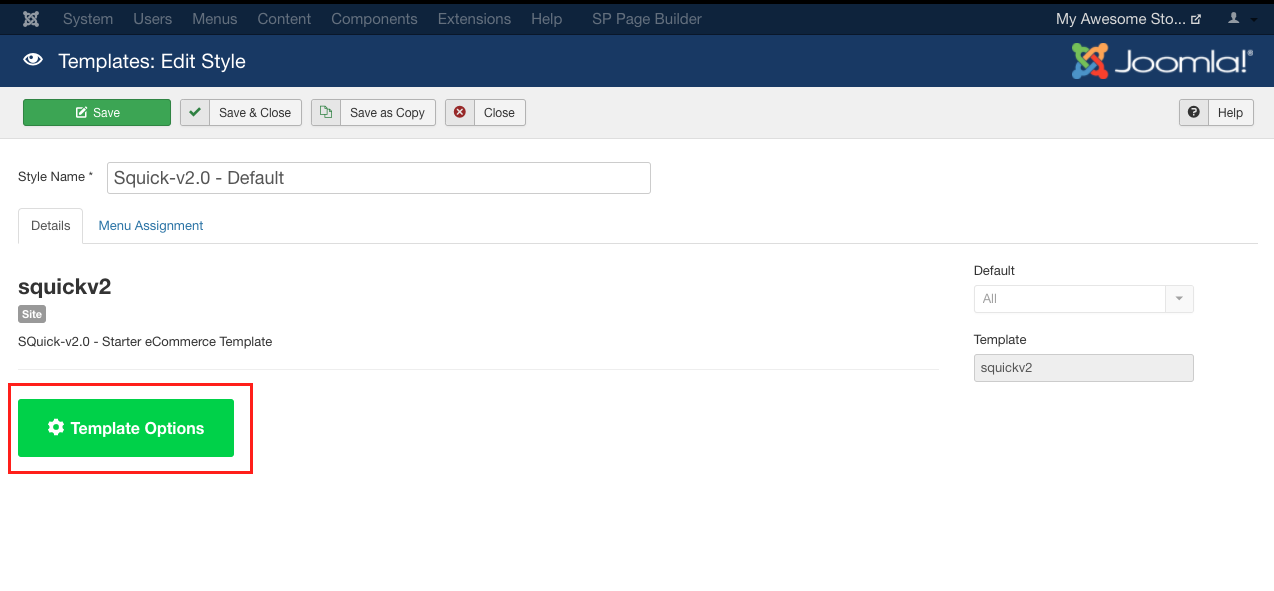 System Users Menus Content Components Extensions Help SP Page Builder My Awesome Sto...
Templates: Edit Style Joomla!®
Save Save & Close Save as Copy Close Help
Style Name * Squick-v2.0 - Default
Details Menu Assignment
squickv2
Site
SQuick-v2.0 - Starter eCommerce Template
Default
All
Template
squickv2
Template Options